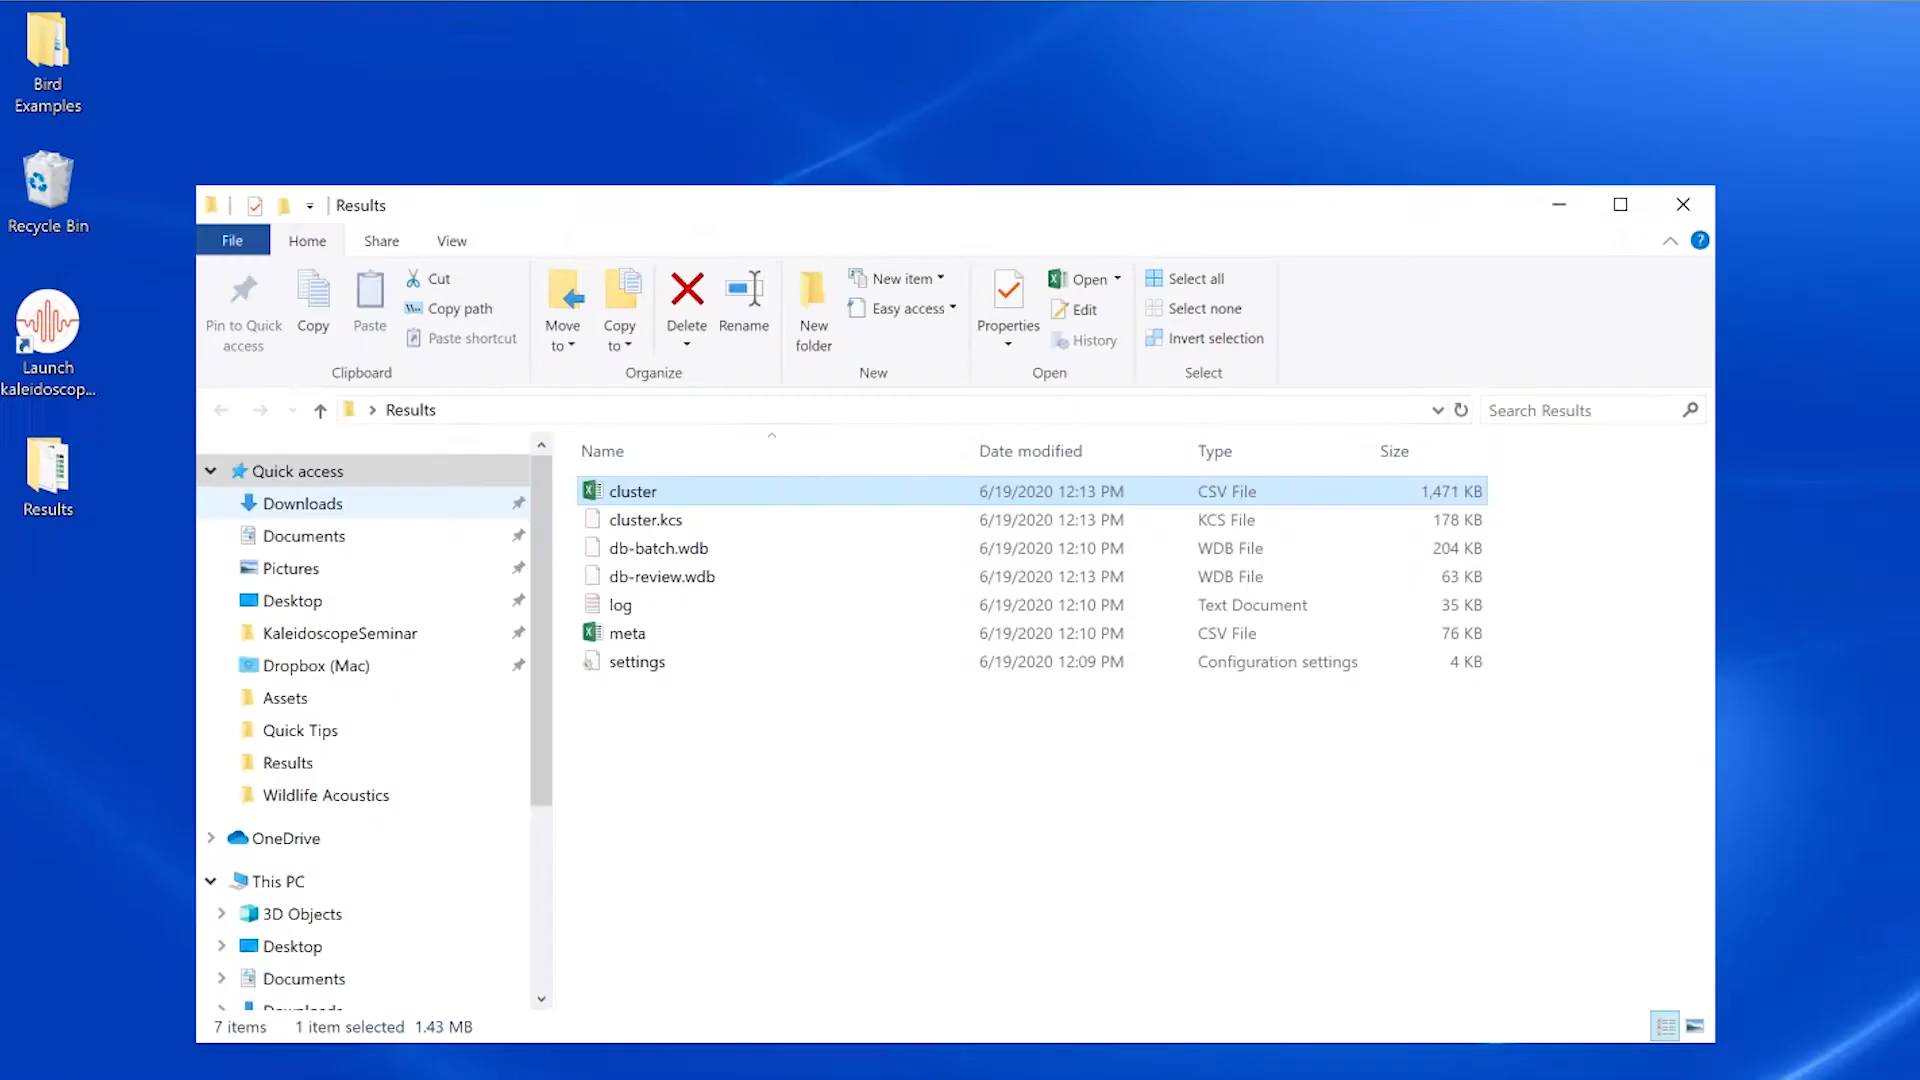 Bird
Examples
Recycle Bin
Launch
kaleidoscop...
Results
Results
File
Home
Share
View
?
Pin to Quick
access
Copy
Paste
Cut
Copy path
Paste shortcut
Clipboard
Move
to
Copy
to
Delete
Rename
Organize
New
folder
New item
Easy access
New
Properties
Open
Edit
History
Open
Select all
Select none
Invert selection
Select
Results
Search Results
Quick access
Downloads
Documents
Pictures
Desktop
KaleidoscopeSeminar
Dropbox (Mac)
Assets
Quick Tips
Results
Wildlife Acoustics
OneDrive
This PC
3D Objects
Desktop
Documents
Name Date modified Type Size
cluster 6/19/2020 12:13 PM CSV File 1,471 KB
cluster.kcs 6/19/2020 12:13 PM KCS File 178 KB
db-batch.wdb 6/19/2020 12:10 PM WDB File 204 KB
db-review.wdb 6/19/2020 12:13 PM WDB File 63 KB
log 6/19/2020 12:10 PM Text Document 35 KB
meta 6/19/2020 12:10 PM CSV File 76 KB
settings 6/19/2020 12:09 PM Configuration settings 4 KB
7 items 1 item selected 1.43 MB